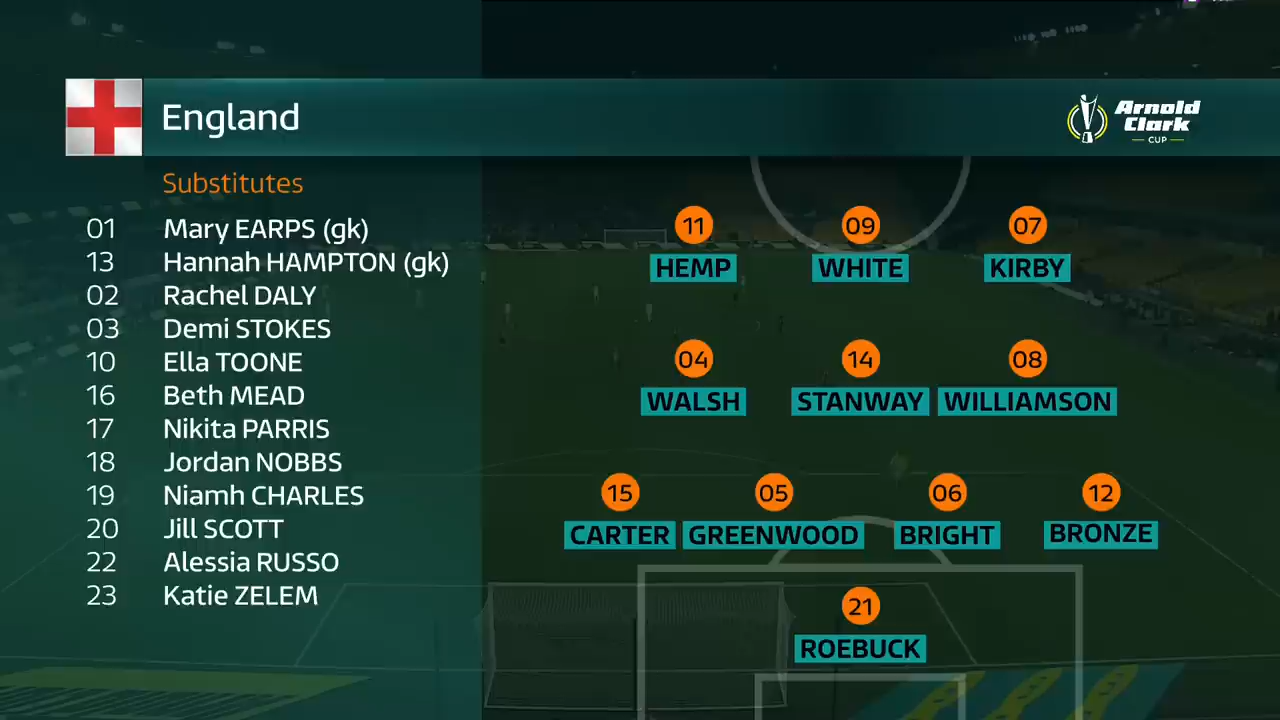 England
Arnold
Clark
CUP
Substitutes
01 Mary EARPS (gk)
13 Hannah HAMPTON (gk)
02 Rachel DALY
03 Demi STOKES
10 Ella TOONE
16 Beth MEAD
17 Nikita PARRIS
18 Jordan NOBBS
19 Niamh CHARLES
20 Jill SCOTT
22 Alessia RUSSO
23 Katie ZELEM
11 09 07
HEMP WHITE KIRBY
04 14 08
WALSH STANWAY WILLIAMSON
15 05 06 12
CARTER GREENWOOD BRIGHT BRONZE
21
ROEBUCK